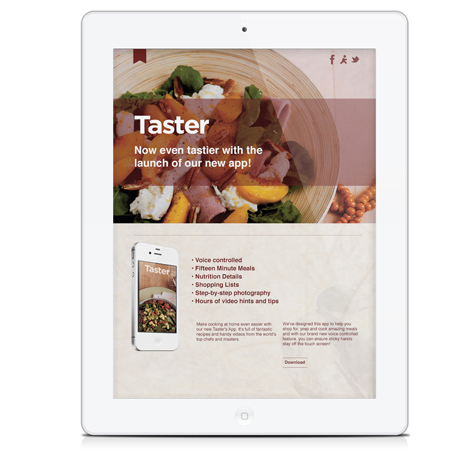 Taster
Now even tastier with the
launch of our new app!
Taster
• Voice controlled
• Fifteen Minute Meals
• Nutrition Details
• Shopping Lists
• Step-by-step photography
• Hours of video hints and tips
Make cooking at home even easier with
our new Taster's App. It's full of fantastic
recipes and handy videos from the world's
top chefs and masters.
We've designed this app to help you
shop for, prep and cook amazing meals
and with our brand new voice controlled
feature, you can ensure sticky hands
stay off the touch screen!
Download